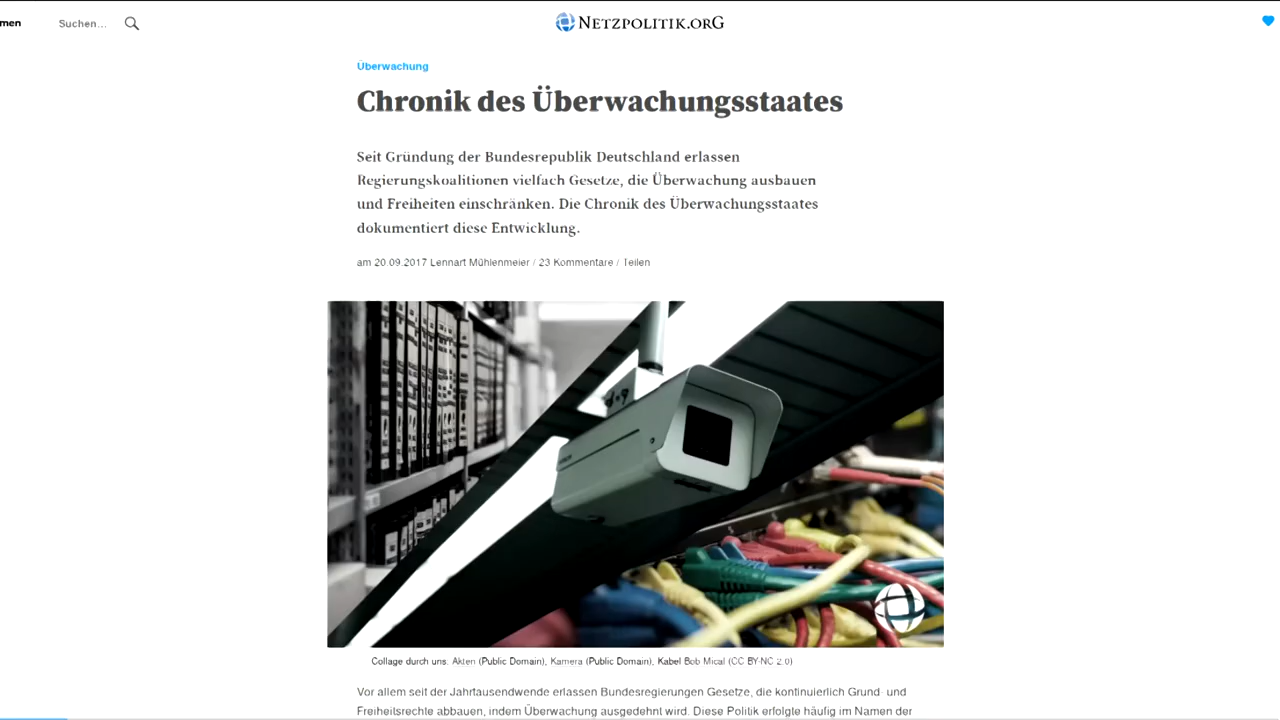 men
Suchen...
NETZPOLITIK.ORG
Überwachung
Chronik des Überwachungsstaates
Seit Gründung der Bundesrepublik Deutschland erlassen
Regierungskoalitionen vielfach Gesetze, die Überwachung ausbauen
und Freiheiten einschränken. Die Chronik des Überwachungsstaates
dokumentiert diese Entwicklung.
am 20.09.2017 Lennart Mühlenmeier / 23 Kommentare / Teilen
Collage durch uns. Akten (Public Domain), Kamera (Public Domain), Kabel Bob Mical (CC BY-NC 2.0)
Vor allem seit der Jahrtausendwende erlassen Bundesregierungen Gesetze, die kontinuierlich Grund- und
Freiheitsrechte abbauen, indem Überwachung ausgedehnt wird. Diese Politik erfolgte häufig im Namen der